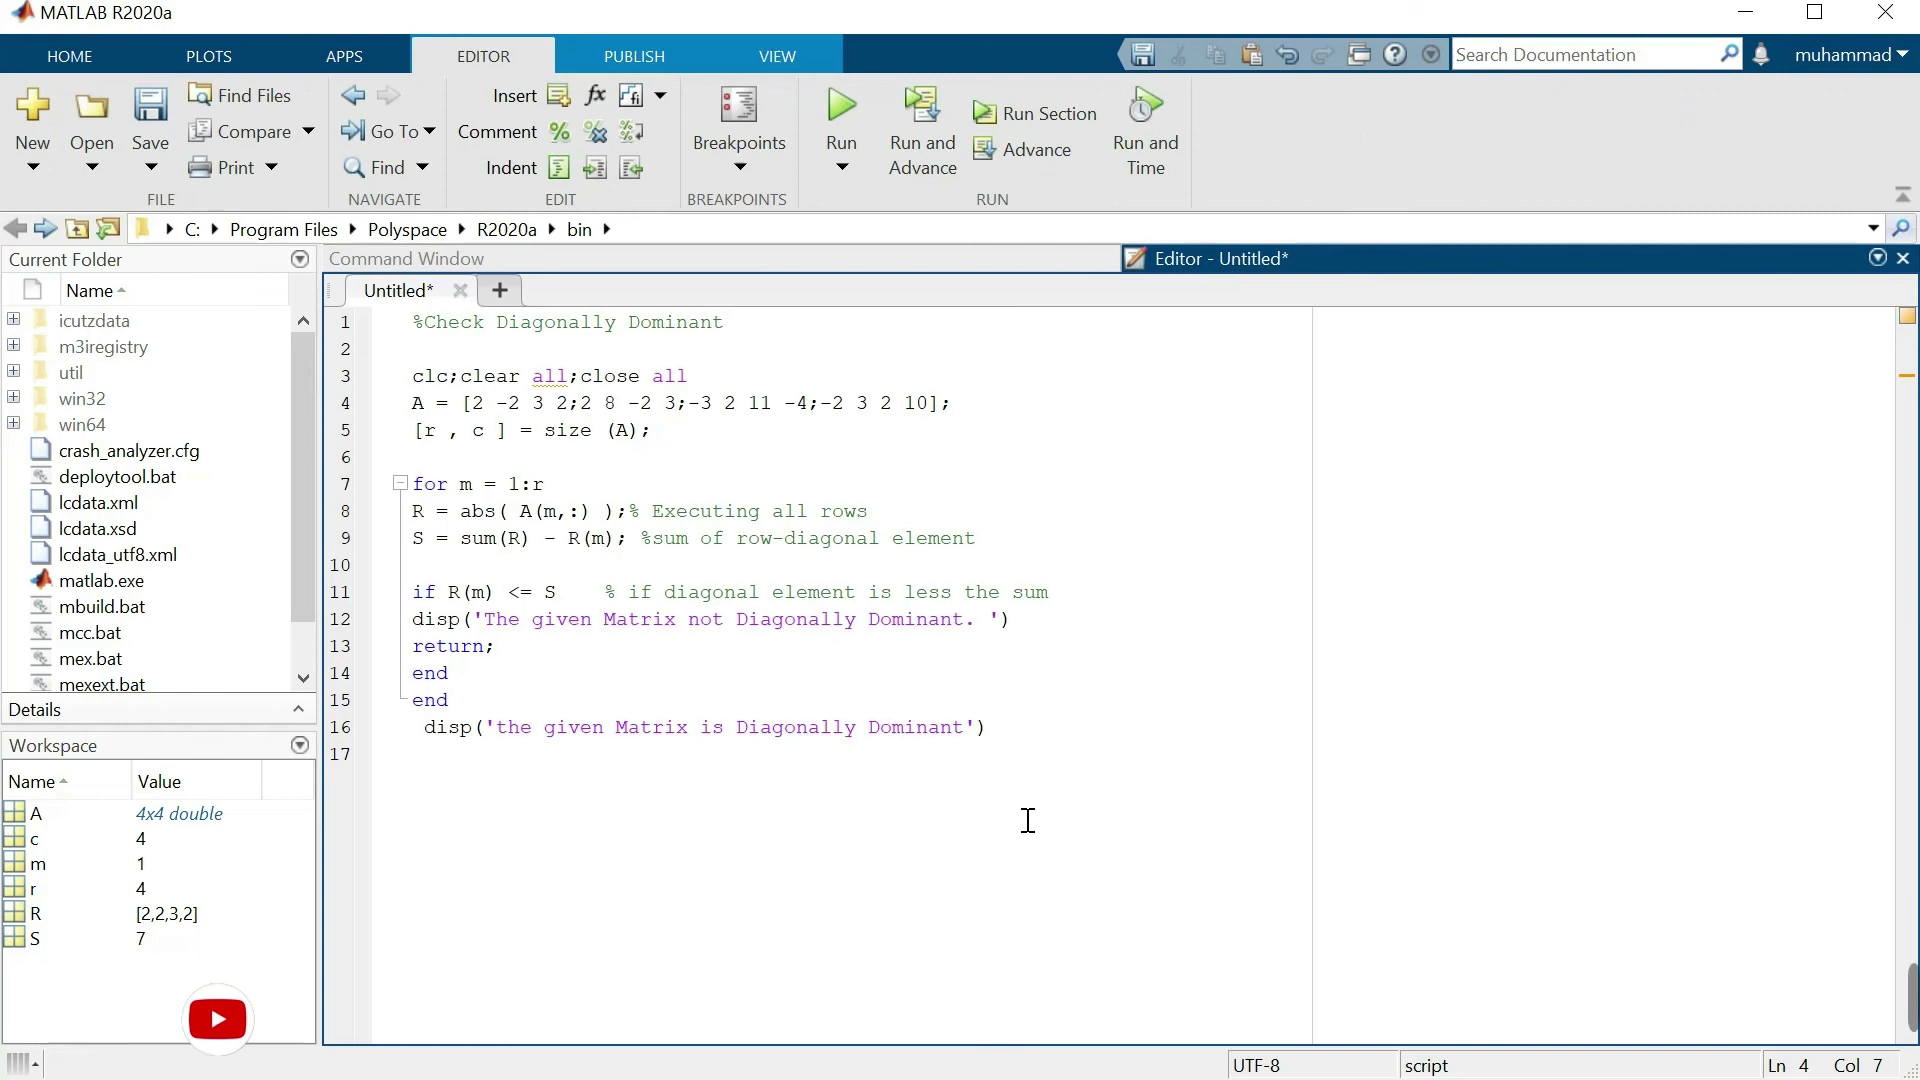 MATLAB R2020a
HOME PLOTS APPS EDITOR PUBLISH VIEW
Search Documentation
muhammad
New
Open
Save
Find Files
Compare
Print
FILE
Go To
Find
NAVIGATE
Insert
Comment
Indent
EDIT
Breakpoints
BREAKPOINTS
Run
Run and
Advance
Run Section
Advance
Run and
Time
RUN
C: Program Files Polyspace R2020a bin
Current Folder
Name
icutzdata
m3iregistry
util
win32
win64
crash_analyzer.cfg
deploytool.bat
lcdata.xml
lcdata.xsd
lcdata_utf8.xml
matlab.exe
mbuild.bat
mcc.bat
mex.bat
mexext.bat
Details
Workspace
Name Value
A 4x4 double
c 4
m 1
r 4
R [2,2,3,2]
S 7
Command Window
Editor - Untitled*
Untitled*
1 %Check Diagonally Dominant
2
3 clc;clear all;close all
4 A = [2 -2 3 2;2 8 -2 3;-3 2 11 -4;-2 3 2 10];
5 [r , c ] = size (A);
6
7 for m = 1:r
8 R = abs( A(m,:) );% Executing all rows
9 S = sum(R) - R(m); %sum of row-diagonal element
10
11 if R(m) <= S % if diagonal element is less the sum
12 disp('The given Matrix not Diagonally Dominant. ')
13 return;
14 end
15 end
16 disp('the given Matrix is Diagonally Dominant')
17
UTF-8
script
Ln 4 Col 7